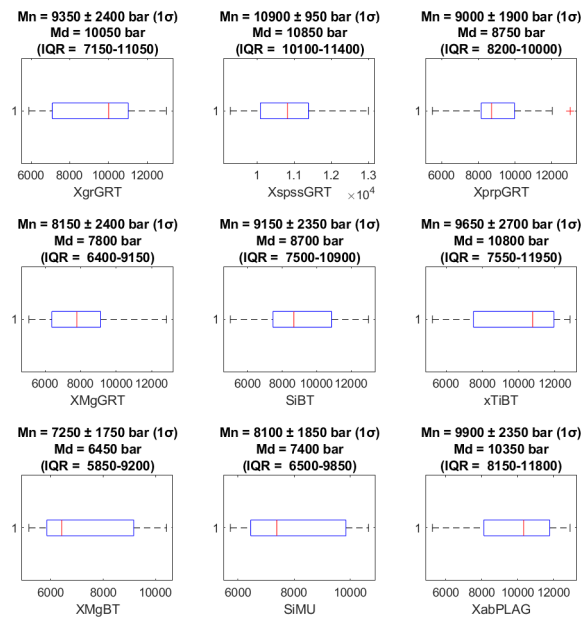 Mn = 9350 ± 2400 bar (1σ)
Md = 10050 bar
(IQR = 7150-11050)
1
6000 8000 10000 12000
XgrGRT
Mn = 10900 ± 950 bar (1σ)
Md = 10850 bar
(IQR = 10100-11400)
1
1 1.1 1.2 1.3
XspssGRT ×10⁴
Mn = 9000 ± 1900 bar (1σ)
Md = 8750 bar
(IQR = 8200-10000)
1
6000 8000 10000 12000
XprpGRT
Mn = 8150 ± 2400 bar (1σ)
Md = 7800 bar
(IQR = 6400-9150)
1
6000 8000 10000 12000
XMgGRT
Mn = 9150 ± 2350 bar (1σ)
Md = 8700 bar
(IQR = 7500-10900)
1
6000 8000 10000 12000
SiBT
Mn = 9650 ± 2700 bar (1σ)
Md = 10800 bar
(IQR = 7550-11950)
1
6000 8000 10000 12000
xTiBT
Mn = 7250 ± 1750 bar (1σ)
Md = 6450 bar
(IQR = 5850-9200)
1
6000 8000 10000
XMgBT
Mn = 8100 ± 1850 bar (1σ)
Md = 7400 bar
(IQR = 6500-9850)
1
6000 8000 10000
SiMU
Mn = 9900 ± 2350 bar (1σ)
Md = 10350 bar
(IQR = 8150-11800)
1
6000 8000 10000 12000
XabPLAG